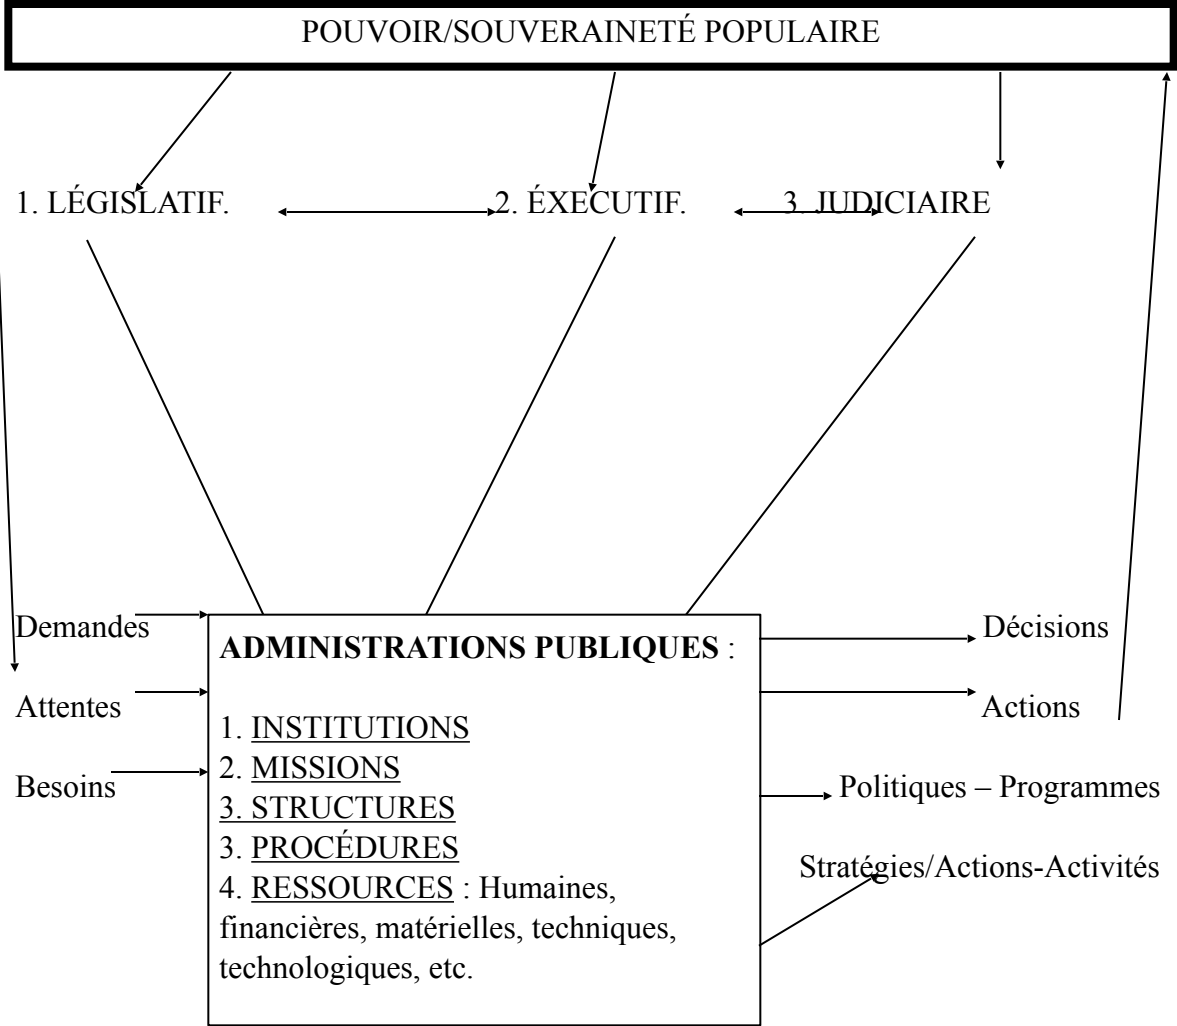 POUVOIR/SOUVERAINETÉ POPULAIRE
1. LÉGISLATIF.
2. ÉXECUTIF.
3. JUDICIAIRE
Demandes
Attentes
Besoins
ADMINISTRATIONS PUBLIQUES :
1. INSTITUTIONS
2. MISSIONS
3. STRUCTURES
3. PROCÉDURES
4. RESSOURCES : Humaines,
financières, matérielles, techniques,
technologiques, etc.
Décisions
Actions
Politiques – Programmes
Stratégies/Actions-Activités